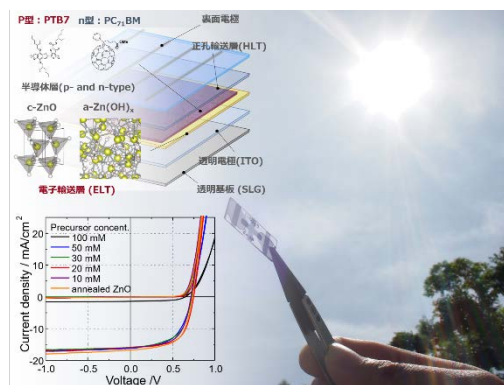 P型：PTB7
n型：PC₇₁BM
裏面電極
正孔輸送層(HLT)
半導体層(p- and n-type)
c-ZnO
a-Zn(OH)ₓ
透明電極(ITO)
電子輸送層 (ELT)
透明基板 (SLG)
Current density / mA/cm²
20
10
0
-10
-20
Precursor concent.
100 mM
50 mM
30 mM
20 mM
10 mM
annealed ZnO
-1.0
-0.5
0.0
0.5
1.0
Voltage /V